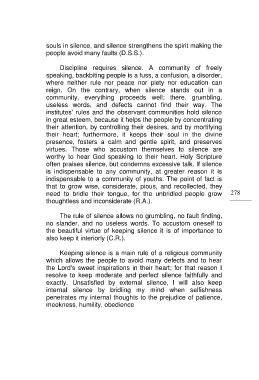 souls in silence, and silence strengthens the spirit making the
people avoid many faults (D.S.S.).
Discipline requires silence. A community of freely
speaking, backbiting people is a fuss, a confusion, a disorder,
where neither rule nor peace nor piety nor education can
reign. On the contrary, when silence stands out in a
community, everything proceeds well: there, grumbling,
useless words, and defects cannot find their way. The
institutes' rules and the observant communities hold silence
in great esteem, because it helps the people by concentrating
their attention, by controlling their desires, and by mortifying
their heart; furthermore, it keeps their soul in the divine
presence, fosters a calm and gentle spirit, and preserves
virtues. Those who accustom themselves to silence are
worthy to hear God speaking to their heart. Holy Scripture
often praises silence, but condemns excessive talk. If silence
is indispensable to any community, at greater reason it is
indispensable to a community of youths. The point of fact is
that to grow wise, considerate, pious, and recollected, they
need to bridle their tongue, for the unbridled people grow
thoughtless and inconsiderate (R.A.).
278
The rule of silence allows no grumbling, no fault finding,
no slander, and no useless words. To accustom oneself to
the beautiful virtue of keeping silence it is of importance to
also keep it interiorly (C.R.).
Keeping silence is a main rule of a religious community
which allows the people to avoid many defects and to hear
the Lord's sweet inspirations in their heart; for that reason I
resolve to keep moderate and perfect silence faithfully and
exactly. Unsatisfied by external silence, I will also keep
internal silence by bridling my mind when selfishness
penetrates my internal thoughts to the prejudice of patience,
meekness, humility, obedience